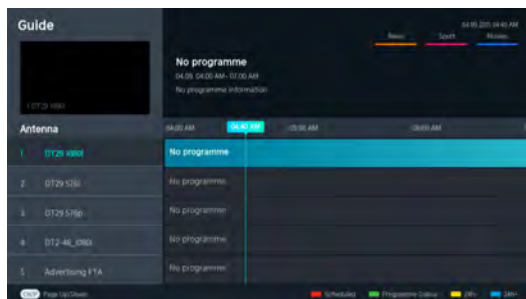 Guide
04.09.2015 04:40 AM
News Sport Movies
No programme
04.09. 04:00 AM- 07:00 AM
No programme information
1 DT29 1080i
Antenna
04:00 AM 04:40 AM 05:00 AM 06:00 AM
1 DT29 1080i No programme
2 DT29 576i No programme
3 DT29 576p No programme
4 DT2-46_1080i No programme
5 Advertising FTA No programme
Page Up/Down Scheduled Programme Colour 24h- 24h+